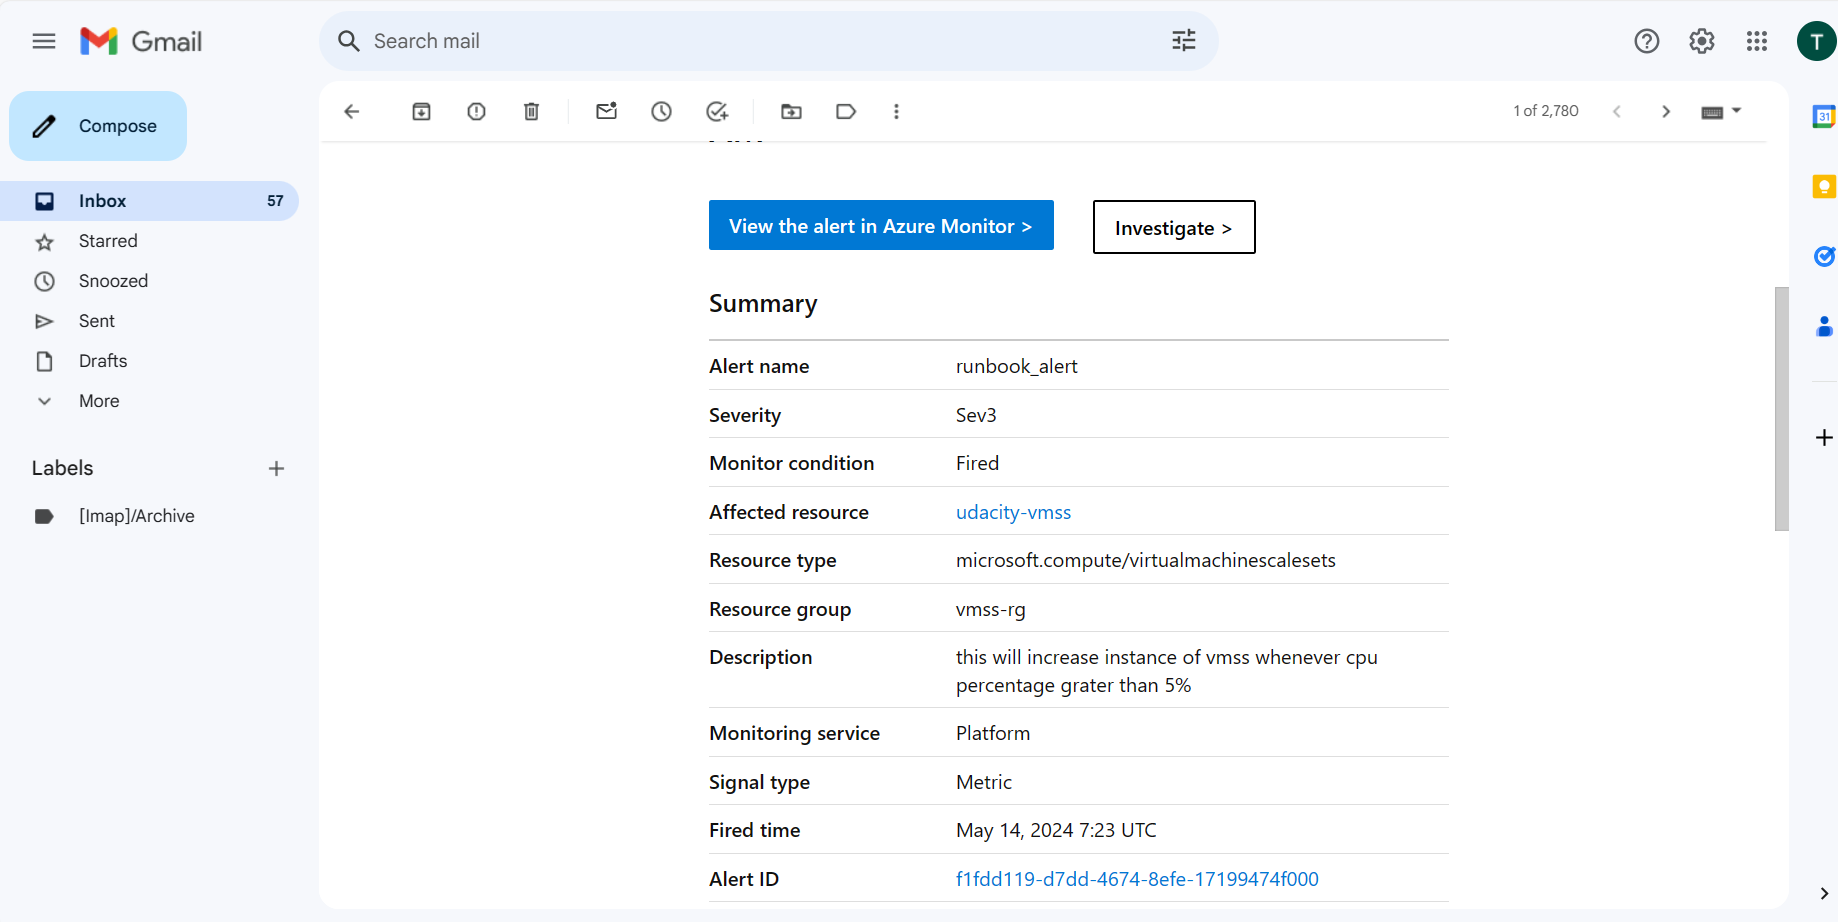 Gmail
Search mail
T
Compose
1 of 2,780
31
Inbox 57
Starred
Snoozed
Sent
Drafts
More
Labels
[Imap]/Archive
View the alert in Azure Monitor >
Investigate >
Summary
Alert name runbook_alert
Severity Sev3
Monitor condition Fired
Affected resource udacity-vmss
Resource type microsoft.compute/virtualmachinescalesets
Resource group vmss-rg
Description this will increase instance of vmss whenever cpu
percentage grater than 5%
Monitoring service Platform
Signal type Metric
Fired time May 14, 2024 7:23 UTC
Alert ID f1fdd119-d7dd-4674-8efe-17199474f000